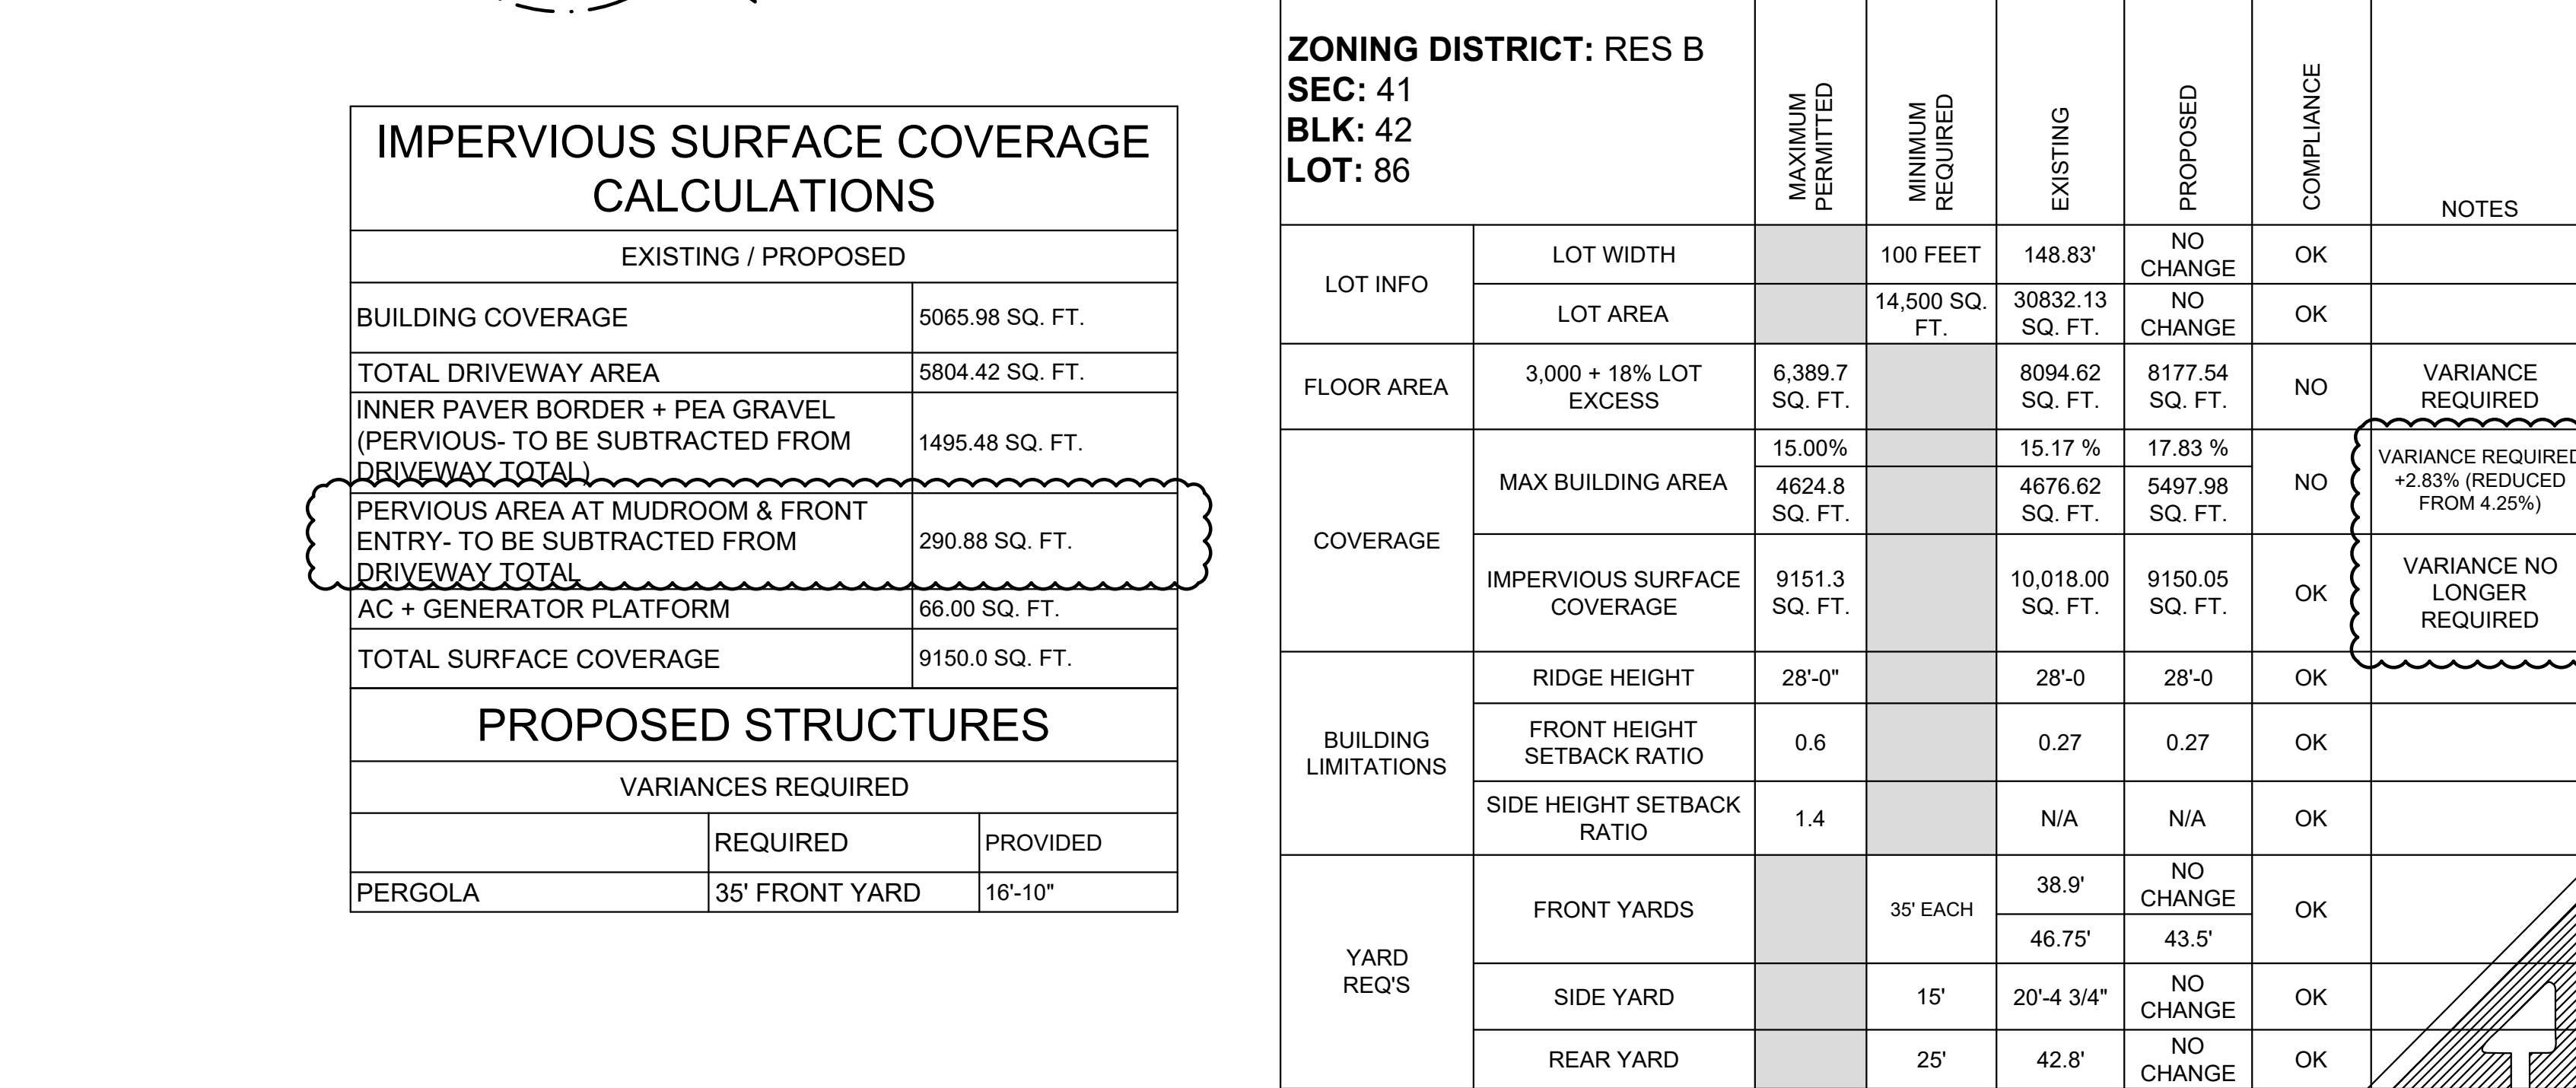 IMPERVIOUS SURFACE COVERAGE
CALCULATIONS
EXISTING / PROPOSED
BUILDING COVERAGE
5065.98 SQ. FT.
TOTAL DRIVEWAY AREA
5804.42 SQ. FT.
INNER PAVER BORDER + PEA GRAVEL
(PERVIOUS- TO BE SUBTRACTED FROM
DRIVEWAY TOTAL)
1495.48 SQ. FT.
PERVIOUS AREA AT MUDROOM & FRONT
ENTRY- TO BE SUBTRACTED FROM
DRIVEWAY TOTAL
290.88 SQ. FT.
AC + GENERATOR PLATFORM
66.00 SQ. FT.
TOTAL SURFACE COVERAGE
9150.0 SQ. FT.
PROPOSED STRUCTURES
VARIANCES REQUIRED
REQUIRED
PROVIDED
PERGOLA
35' FRONT YARD
16'-10"
ZONING DISTRICT: RES B
SEC: 41
BLK: 42
LOT: 86
MAXIMUM
PERMITTED
MINIMUM
REQUIRED
EXISTING
PROPOSED
COMPLIANCE
NOTES
LOT INFO
LOT WIDTH
100 FEET
148.83'
NO
CHANGE
OK
LOT AREA
14,500 SQ.
FT.
30832.13
SQ. FT.
NO
CHANGE
OK
FLOOR AREA
3,000 + 18% LOT
EXCESS
6,389.7
SQ. FT.
8094.62
SQ. FT.
8177.54
SQ. FT.
NO
VARIANCE
REQUIRED
COVERAGE
MAX BUILDING AREA
15.00%
15.17 %
17.83 %
4624.8
SQ. FT.
4676.62
SQ. FT.
5497.98
SQ. FT.
NO
VARIANCE REQUIRED
+2.83% (REDUCED
FROM 4.25%)
IMPERVIOUS SURFACE
COVERAGE
9151.3
SQ. FT.
10,018.00
SQ. FT.
9150.05
SQ. FT.
OK
VARIANCE NO
LONGER
REQUIRED
BUILDING
LIMITATIONS
RIDGE HEIGHT
28'-0"
28'-0
28'-0
OK
FRONT HEIGHT
SETBACK RATIO
0.6
0.27
0.27
OK
SIDE HEIGHT SETBACK
RATIO
1.4
N/A
N/A
OK
YARD
REQ'S
FRONT YARDS
35' EACH
38.9'
NO
CHANGE
46.75'
43.5'
OK
SIDE YARD
15'
20'-4 3/4"
NO
CHANGE
OK
REAR YARD
25'
42.8'
NO
CHANGE
OK